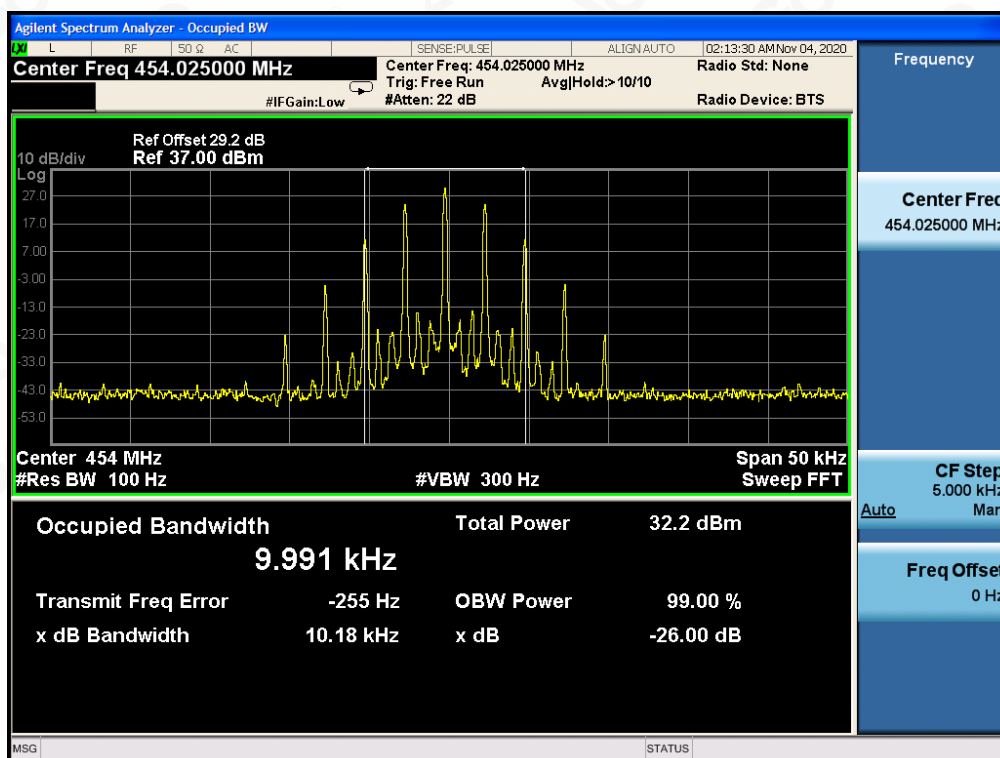 Agilent Spectrum Analyzer - Occupied BW
LXI L RF 50 Ω AC SENSE:PULSE ALIGN AUTO 02:13:30 AM Nov 04, 2020
Center Freq 454.025000 MHz
Center Freq: 454.025000 MHz
Radio Std: None
Trig: Free Run Avg|Hold:>10/10
#IFGain:Low
#Atten: 22 dB
Radio Device: BTS
Ref Offset 29.2 dB
10 dB/div Ref 37.00 dBm
Log
27.0
17.0
7.00
-3.00
-13.0
-23.0
-33.0
-43.0
-53.0
Center 454 MHz Span 50 kHz
#Res BW 100 Hz #VBW 300 Hz Sweep FFT
Occupied Bandwidth Total Power 32.2 dBm
9.991 kHz
Transmit Freq Error -255 Hz OBW Power 99.00 %
x dB Bandwidth 10.18 kHz x dB -26.00 dB
MSG STATUS
Frequency
Center Freq
454.025000 MHz
CF Step
5.000 kHz
Auto Man
Freq Offset
0 Hz